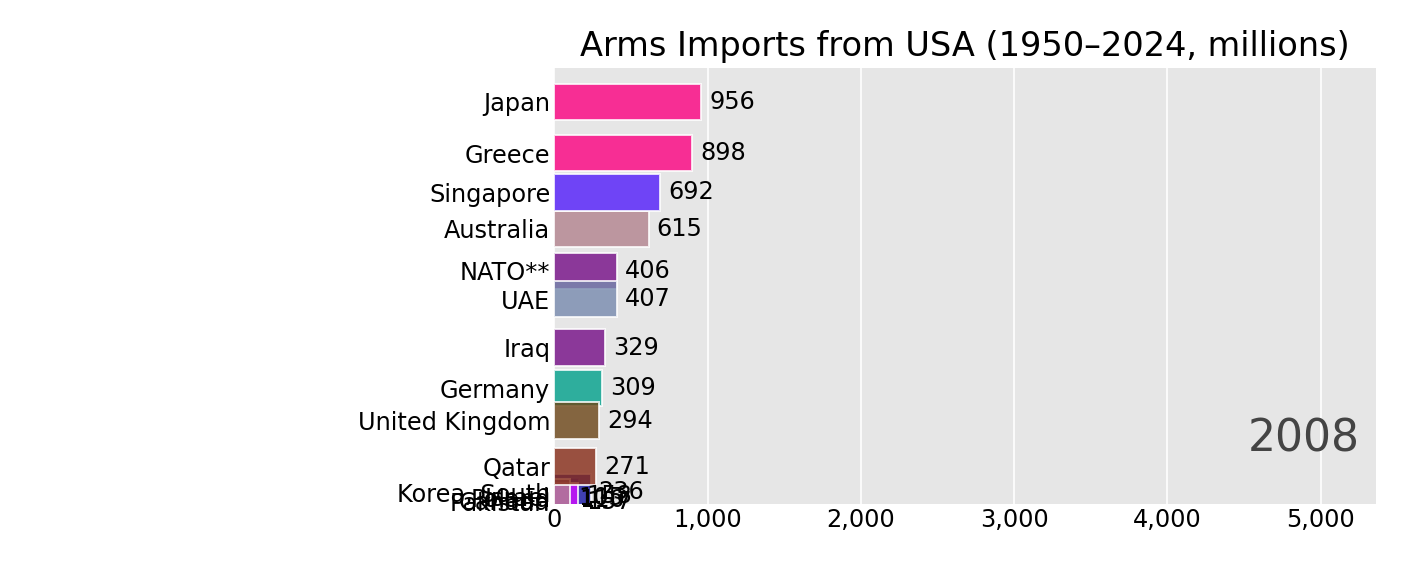 Arms Imports from USA (1950–2024, millions)
Japan 956
Greece 898
Singapore 692
Australia 615
NATO** 406
UAE 407
Iraq 329
Germany 309
United Kingdom 294
2008
Qatar 271
Korea, South 236
Pakistan
0 1,000 2,000 3,000 4,000 5,000